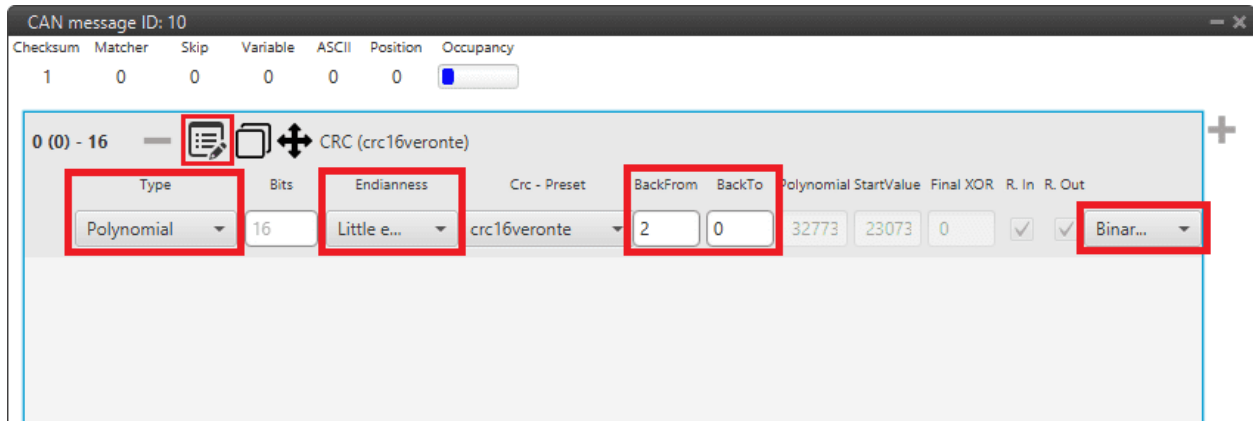 CAN message ID: 10
Checksum Matcher Skip Variable ASCII Position Occupancy
1 0 0 0 0 0
0 (0) - 16 CRC (crc16veronte)
Type Bits Endianness Crc - Preset BackFrom BackTo Polynomial StartValue Final XOR R. In R. Out
Polynomial 16 Little e... crc16veronte 2 0 32773 23073 0 Binar...